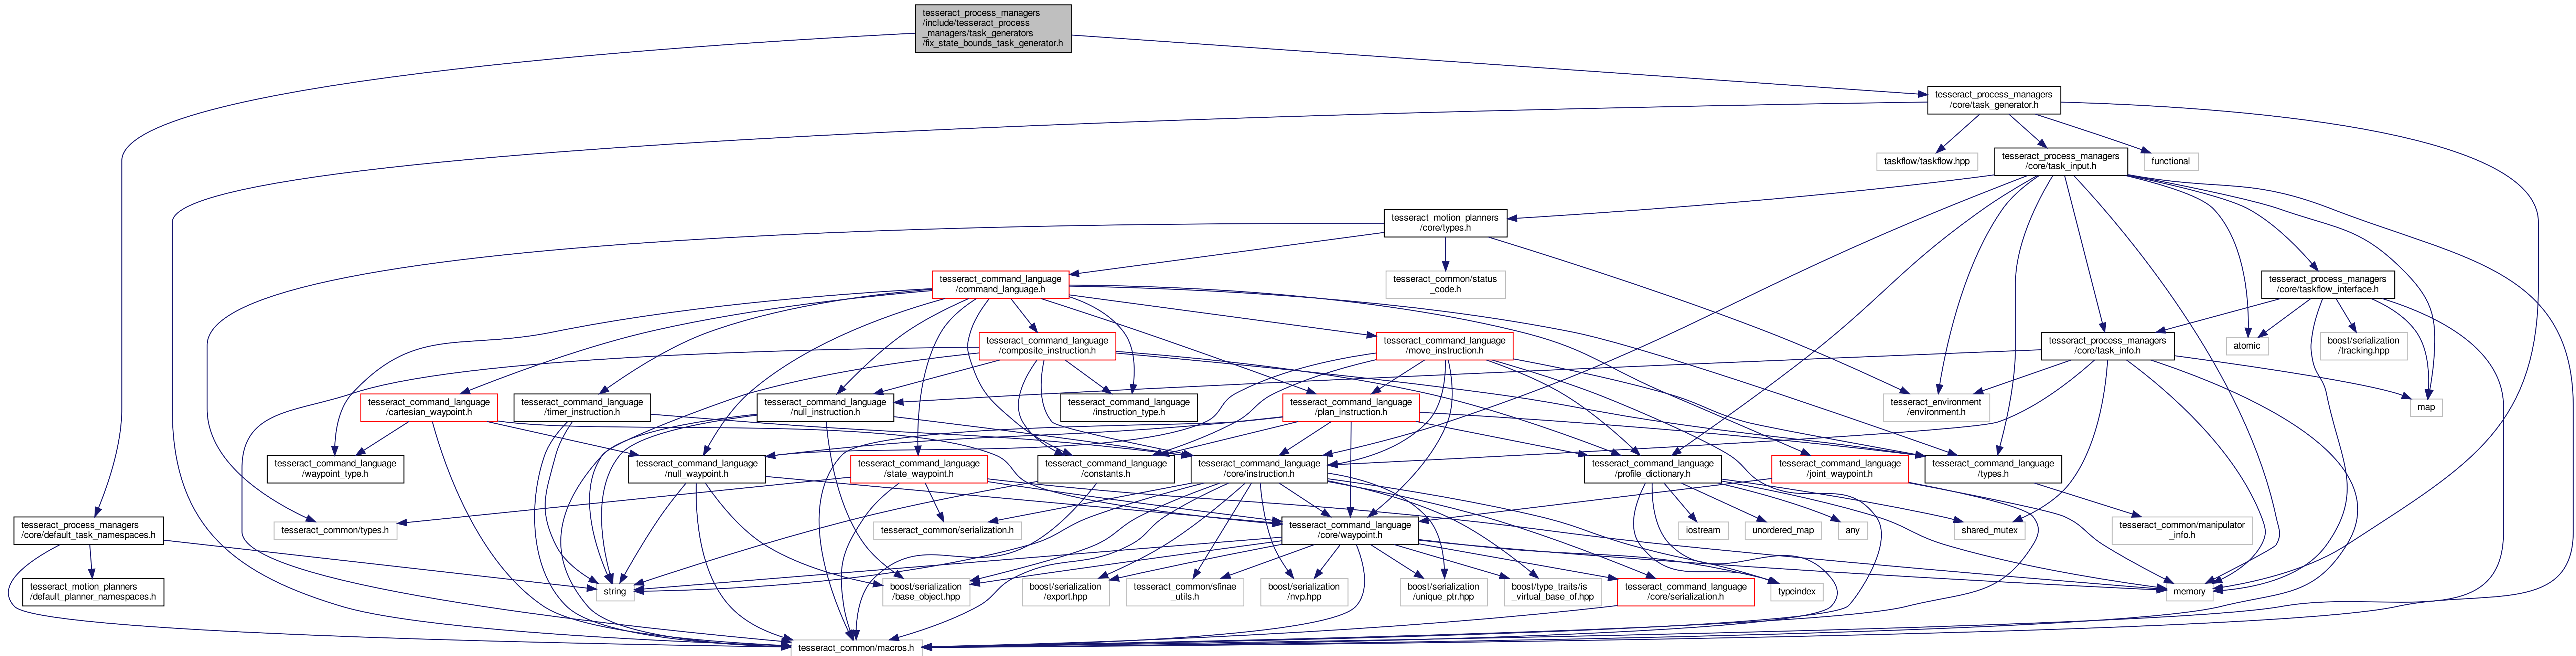 tesseract_process_managers
/include/tesseract_process
_managers/task_generators
/fix_state_bounds_task_generator.h
tesseract_process_managers
/core/task_generator.h
taskflow/taskflow.hpp
tesseract_process_managers
/core/task_input.h
functional
tesseract_motion_planners
/core/types.h
tesseract_command_language
/command_language.h
tesseract_common/status
_code.h
tesseract_process_managers
/core/taskflow_interface.h
tesseract_command_language
/composite_instruction.h
tesseract_command_language
/move_instruction.h
tesseract_process_managers
/core/task_info.h
atomic
boost/serialization
/tracking.hpp
tesseract_command_language
/cartesian_waypoint.h
tesseract_command_language
/timer_instruction.h
tesseract_command_language
/null_instruction.h
tesseract_command_language
/instruction_type.h
tesseract_command_language
/plan_instruction.h
tesseract_environment
/environment.h
map
tesseract_command_language
/waypoint_type.h
tesseract_command_language
/null_waypoint.h
tesseract_command_language
/state_waypoint.h
tesseract_command_language
/constants.h
tesseract_command_language
/core/instruction.h
tesseract_command_language
/profile_dictionary.h
tesseract_command_language
/joint_waypoint.h
tesseract_command_language
/types.h
tesseract_process_managers
/core/default_task_namespaces.h
tesseract_common/types.h
tesseract_common/serialization.h
tesseract_command_language
/core/waypoint.h
iostream
unordered_map
any
shared_mutex
tesseract_common/manipulator
_info.h
tesseract_motion_planners
/default_planner_namespaces.h
string
boost/serialization
/base_object.hpp
boost/serialization
/export.hpp
tesseract_common/sfinae
_utils.h
boost/serialization
/nvp.hpp
boost/serialization
/unique_ptr.hpp
boost/type_traits/is
_virtual_base_of.hpp
tesseract_command_language
/core/serialization.h
typeindex
memory
tesseract_common/macros.h